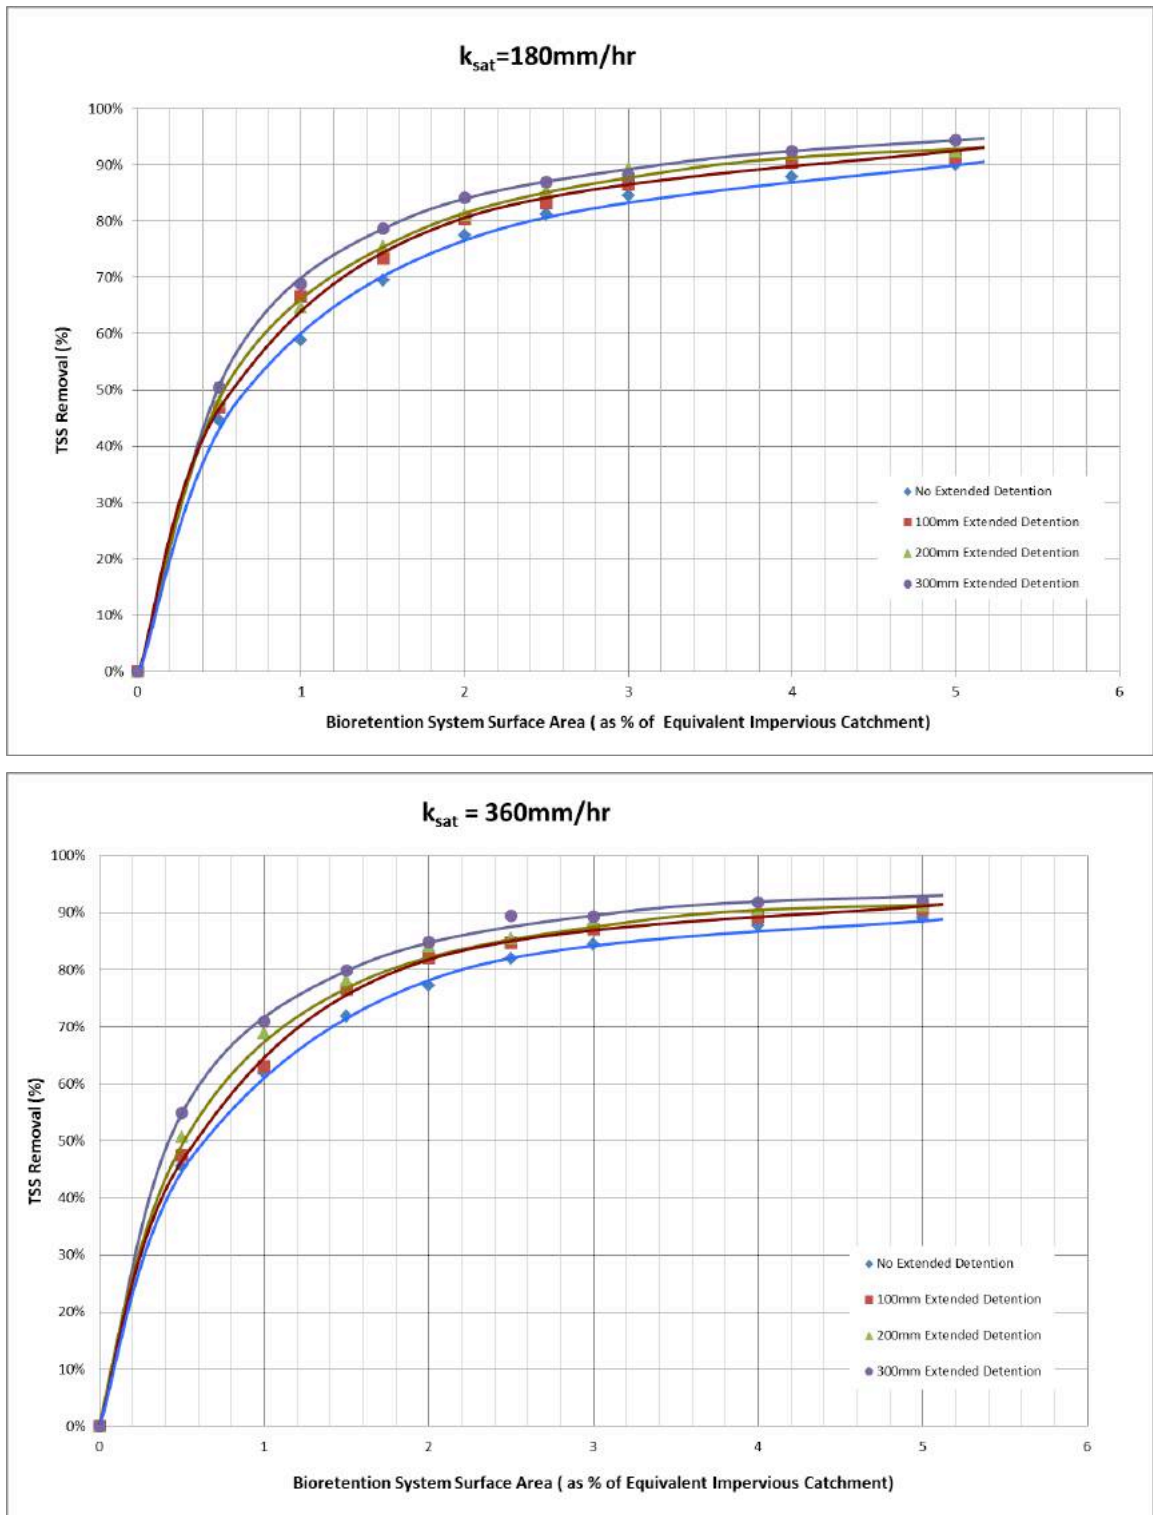 ksat=180mm/hr
100%
90%
80%
70%
60%
50%
40%
30%
20%
10%
0%
TSS Removal (%)
No Extended Detention
100mm Extended Detention
200mm Extended Detention
300mm Extended Detention
0 1 2 3 4 5 6
Bioretention System Surface Area ( as % of Equivalent Impervious Catchment)
ksat = 360mm/hr
100%
90%
80%
70%
60%
50%
40%
30%
20%
10%
0%
TSS Removal (%)
No Extended Detention
100mm Extended Detention
200mm Extended Detention
300mm Extended Detention
0 1 2 3 4 5 6
Bioretention System Surface Area ( as % of Equivalent Impervious Catchment)